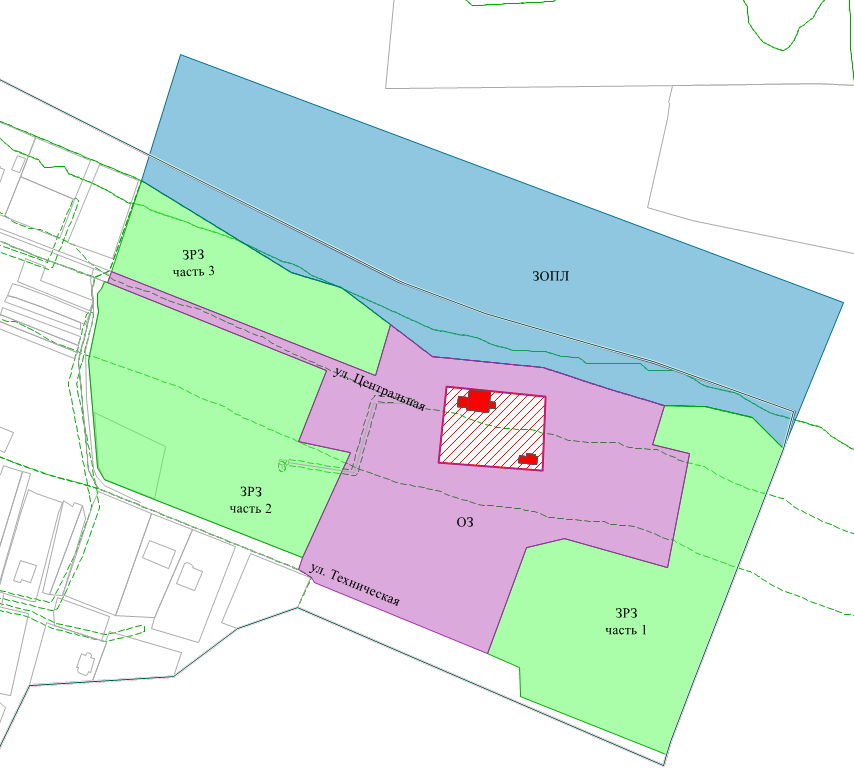 ЗРЗ
часть 3
ЗОПЛ
ул. Центральная
ЗРЗ
часть 2
ОЗ
ул. Техническая
ЗРЗ
часть 1